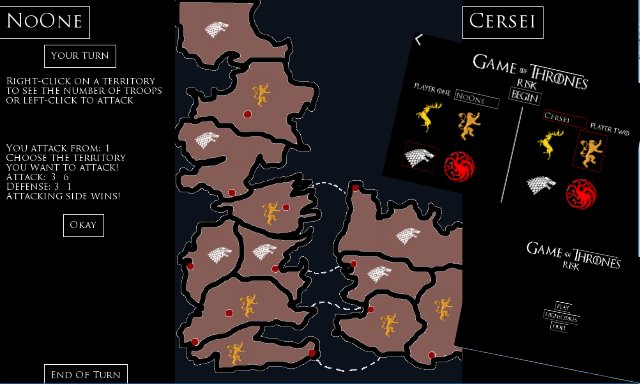 NoOne
YOUR TURN
RIGHT-CLICK ON A TERRITORY
TO SEE THE NUMBER OF TROOPS
OR LEFT-CLICK TO ATTACK
YOU ATTACK FROM: 1
CHOOSE THE TERRITORY
YOU WANT TO ATTACK!
ATTACK: 3 6
DEFENSE: 3 1
ATTACKING SIDE WINS!
OKAY
END OF TURN
CERSEI
GAME OF THRONES
RISK
BEGIN
PLAYER ONE NoOne
CERSEI PLAYER TWO
GAME OF THRONES
RISK
PLAY